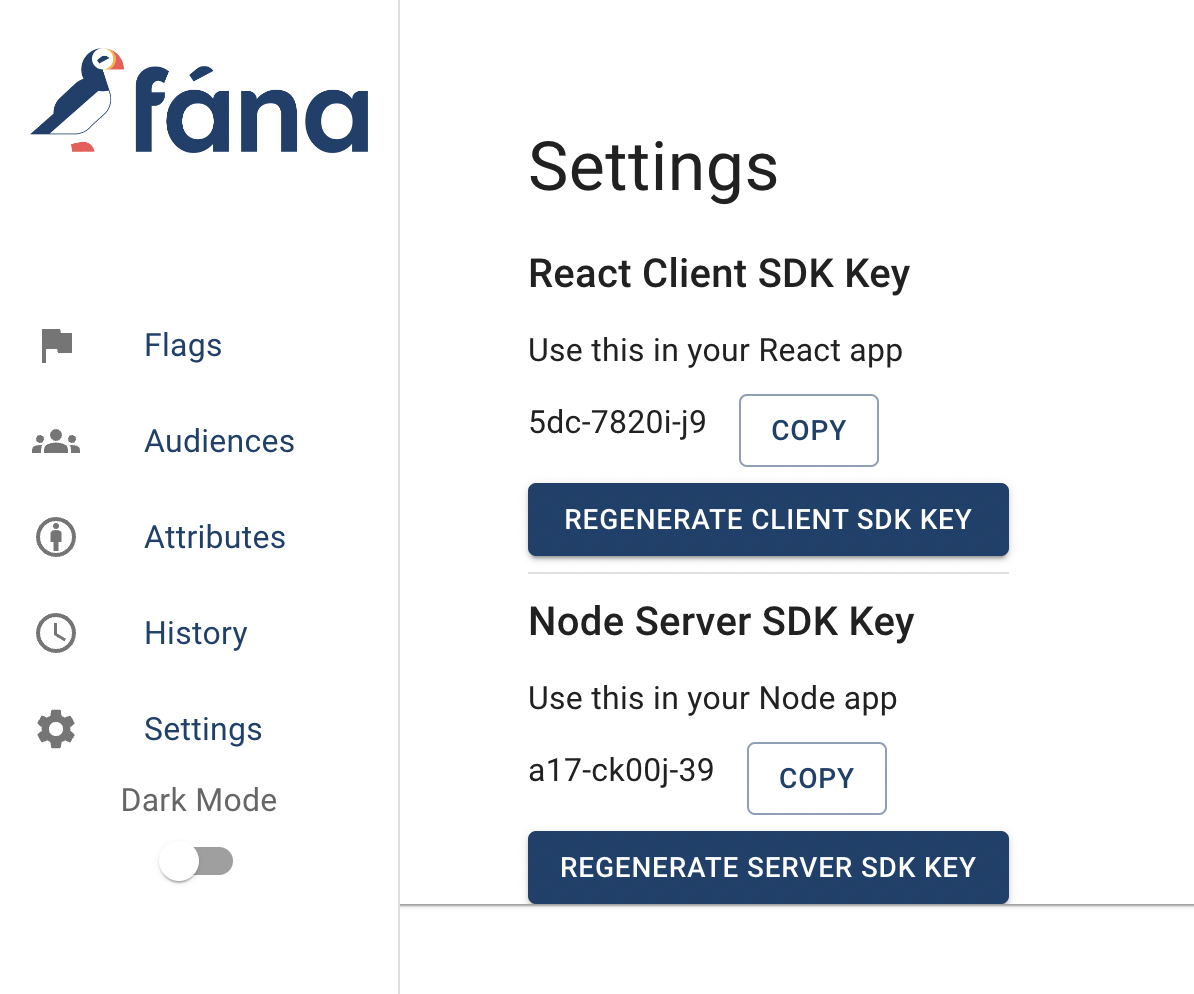 fána
Flags
Audiences
Attributes
History
Settings
Dark Mode
Settings
React Client SDK Key
Use this in your React app
5dc-7820i-j9
COPY
REGENERATE CLIENT SDK KEY
Node Server SDK Key
Use this in your Node app
a17-ck00j-39
COPY
REGENERATE SERVER SDK KEY